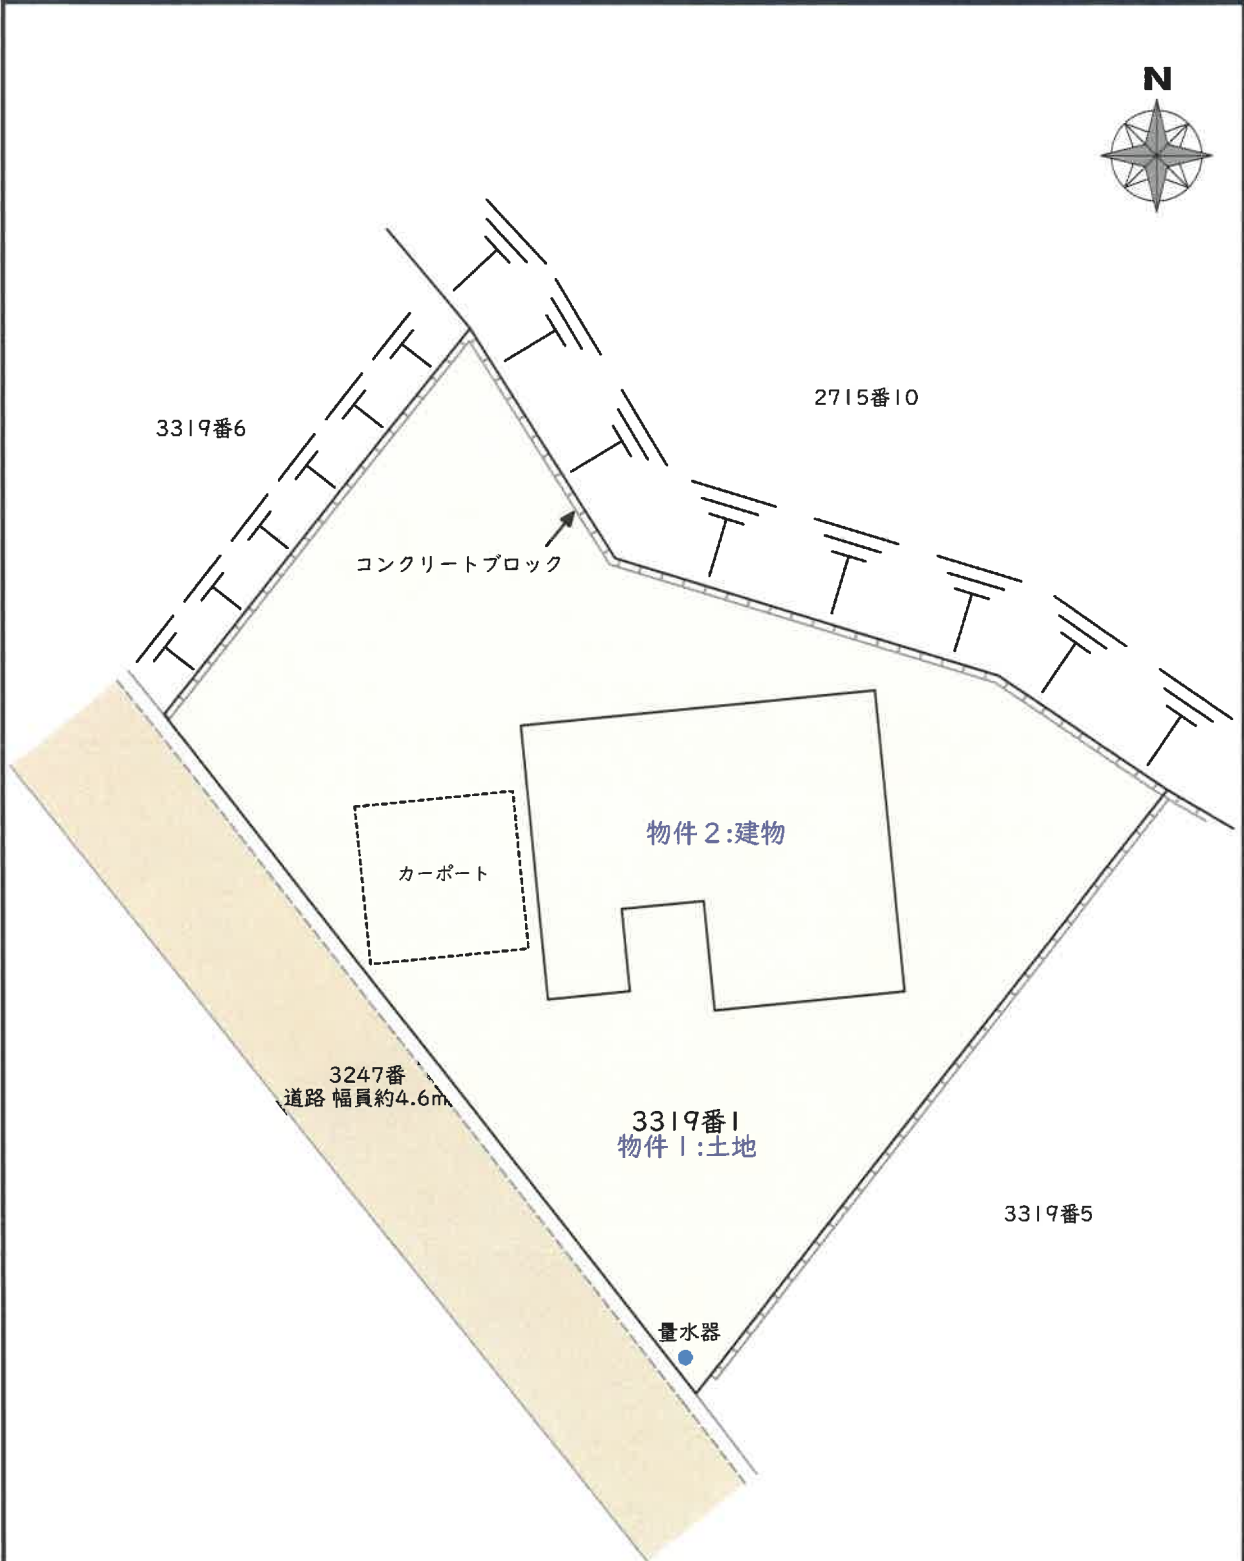 N
2715番10
3319番6
コンクリートブロック
物件2:建物
カーポート
3247番
道路 幅員約4.6m
3319番1
物件1:土地
3319番5
量水器